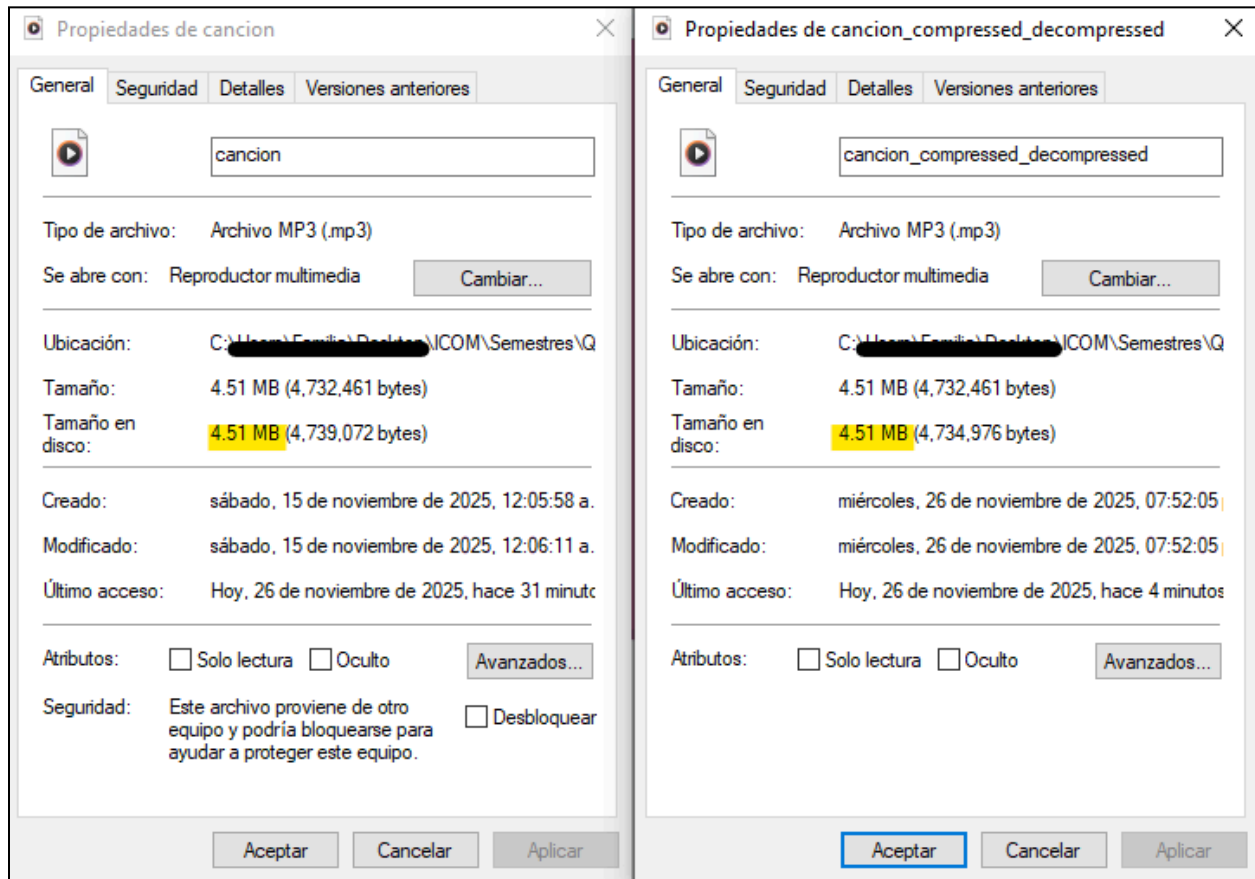 Propiedades de cancion
General Seguridad Detalles Versiones anteriores
cancion
Tipo de archivo: Archivo MP3 (.mp3)
Se abre con: Reproductor multimedia Cambiar...
Ubicación: C:\ \ICOM\Semestres\Q
Tamaño: 4.51 MB (4,732,461 bytes)
Tamaño en
disco: 4.51 MB (4,739,072 bytes)
Creado: sábado, 15 de noviembre de 2025, 12:05:58 a.
Modificado: sábado, 15 de noviembre de 2025, 12:06:11 a.
Último acceso: Hoy, 26 de noviembre de 2025, hace 31 minutc
Atributos: Solo lectura Oculto Avanzados...
Seguridad: Este archivo proviene de otro
equipo y podría bloquearse para
ayudar a proteger este equipo.
Desbloquear
Aceptar Cancelar Aplicar
Propiedades de cancion_compressed_decompressed
General Seguridad Detalles Versiones anteriores
cancion_compressed_decompressed
Tipo de archivo: Archivo MP3 (.mp3)
Se abre con: Reproductor multimedia Cambiar...
Ubicación: C:\ \ICOM\Semestres\Q
Tamaño: 4.51 MB (4,732,461 bytes)
Tamaño en
disco: 4.51 MB (4,734,976 bytes)
Creado: miércoles, 26 de noviembre de 2025, 07:52:05
Modificado: miércoles, 26 de noviembre de 2025, 07:52:05
Último acceso: Hoy, 26 de noviembre de 2025, hace 4 minutos
Atributos: Solo lectura Oculto Avanzados...
Aceptar Cancelar Aplicar